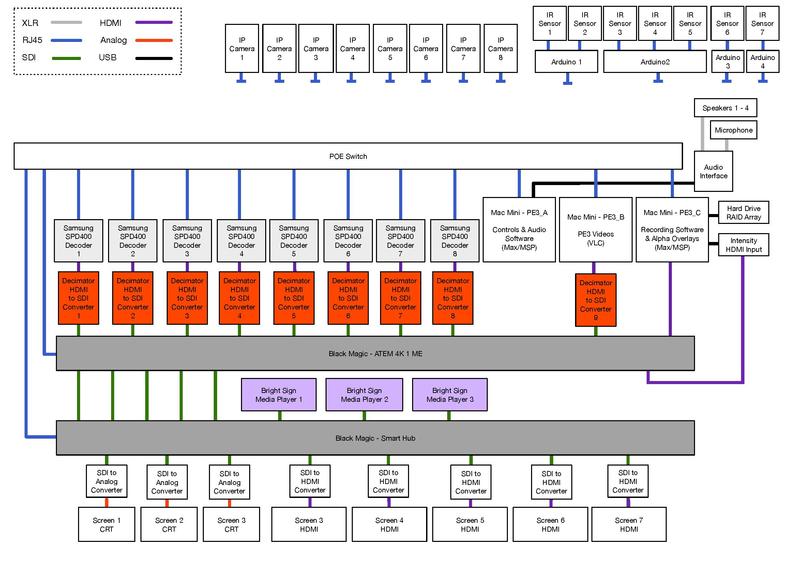 XLR
HDMI
RJ45
Analog
SDI
USB
IP
Camera
1
IP
Camera
2
IP
Camera
3
IP
Camera
4
IP
Camera
5
IP
Camera
6
IP
Camera
7
IP
Camera
8
IR
Sensor
1
IR
Sensor
2
IR
Sensor
3
IR
Sensor
4
IR
Sensor
5
IR
Sensor
6
IR
Sensor
7
Arduino 1
Arduino2
Arduino
3
Arduino
4
Speakers 1 - 4
Microphone
Audio
Interface
POE Switch
Samsung
SPD400
Decoder
1
Samsung
SPD400
Decoder
2
Samsung
SPD400
Decoder
3
Samsung
SPD400
Decoder
4
Samsung
SPD400
Decoder
5
Samsung
SPD400
Decoder
6
Samsung
SPD400
Decoder
7
Samsung
SPD400
Decoder
8
Mac Mini - PE3_A
Controls & Audio
Software
(Max/MSP)
Mac Mini - PE3_B
PE3 Videos
(VLC)
Mac Mini - PE3_C
Recording Software
& Alpha Overlays
(Max/MSP)
Hard Drive
RAID Array
Intensity
HDMI Input
Decimator
HDMI
to SDI
Converter
1
Decimator
HDMI
to SDI
Converter
2
Decimator
HDMI
to SDI
Converter
3
Decimator
HDMI
to SDI
Converter
4
Decimator
HDMI
to SDI
Converter
5
Decimator
HDMI
to SDI
Converter
6
Decimator
HDMI
to SDI
Converter
7
Decimator
HDMI
to SDI
Converter
8
Decimator
HDMI
to SDI
Converter
9
Black Magic - ATEM 4K 1 ME
Bright Sign
Media Player 1
Bright Sign
Media Player 2
Bright Sign
Media Player 3
Black Magic - Smart Hub
SDI to
Analog
Converter
SDI to
Analog
Converter
SDI to
Analog
Converter
SDI to
HDMI
Converter
SDI to
HDMI
Converter
SDI to
HDMI
Converter
SDI to
HDMI
Converter
SDI to
HDMI
Converter
Screen 1
CRT
Screen 2
CRT
Screen 3
CRT
Screen 3
HDMI
Screen 4
HDMI
Screen 5
HDMI
Screen 6
HDMI
Screen 7
HDMI